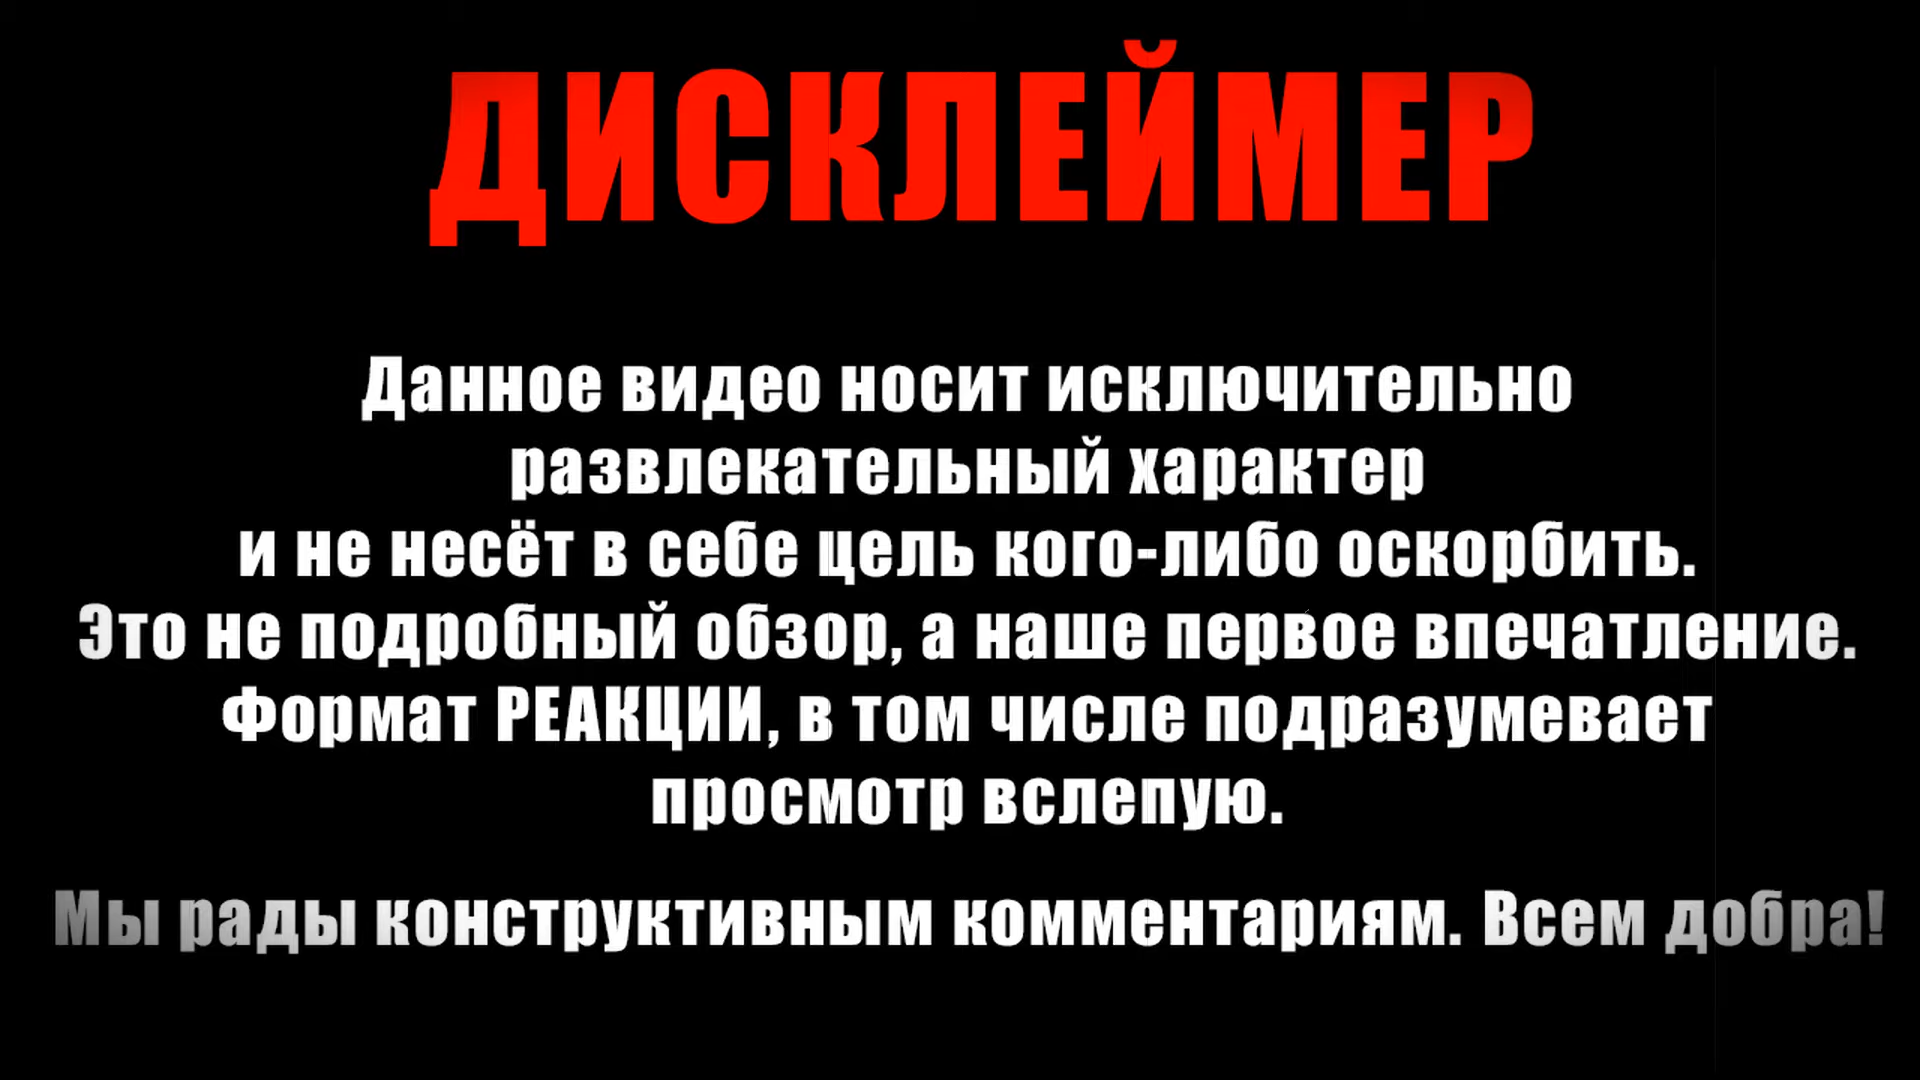 ДИСКЛЕЙМЕР
Данное видео носит исключительно
развлекательный характер
и не несёт в себе цель кого-либо оскорбить.
Это не подробный обзор, а наше первое впечатление.
Формат РЕАКЦИИ, в том числе подразумевает
просмотр вслепую.
Мы рады конструктивным комментариям. Всем добра!